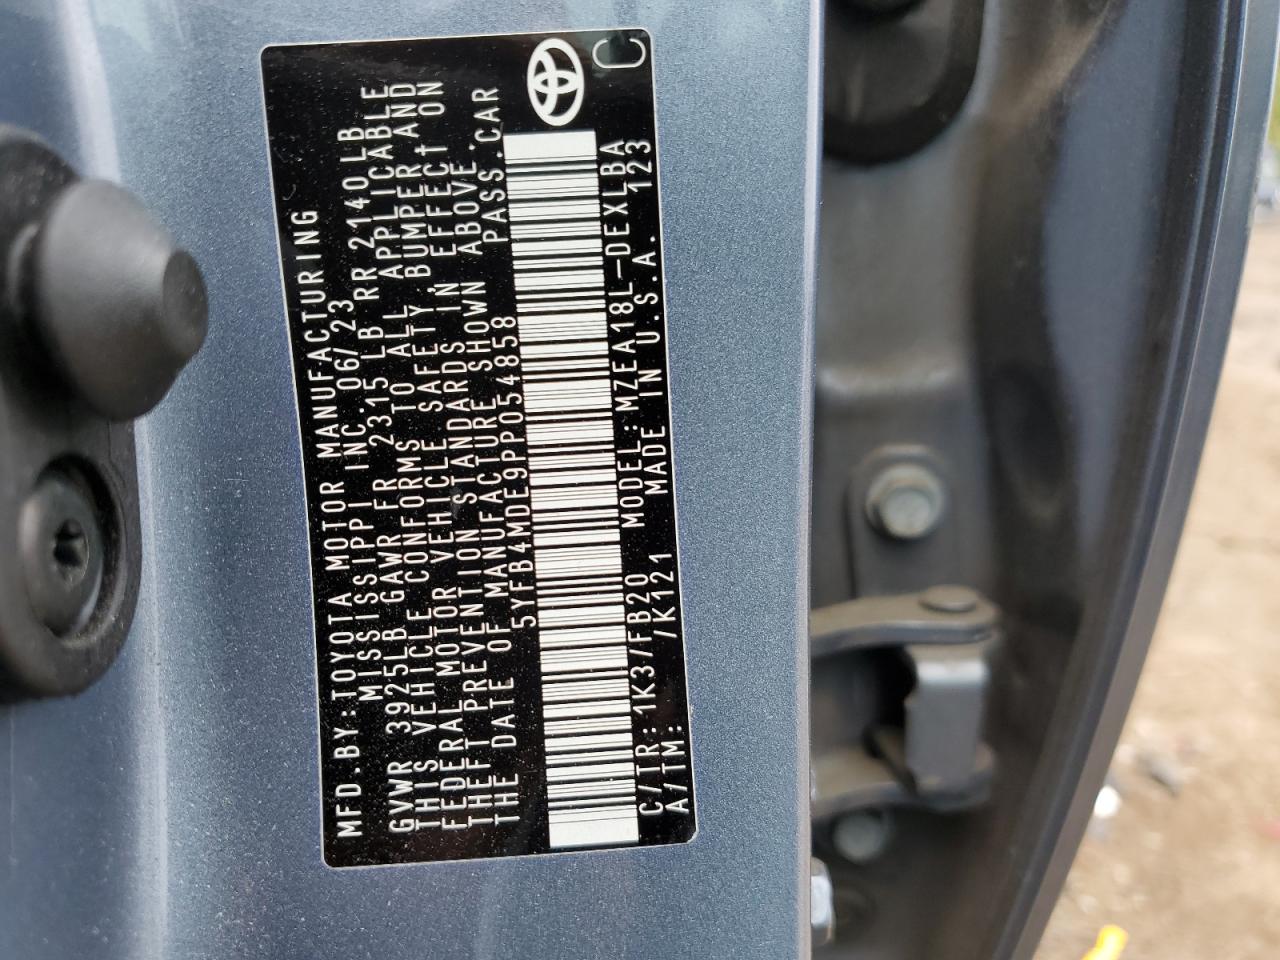 MFD.BY:TOYOTA MOTOR MANUFACTURING
MISSISSIPPI INC. 06/23
GVWR 3925LB GAWR FR 2315 LB RR 2140LB
THIS VEHICLE CONFORMS TO ALL APPLICABLE
FEDERAL MOTOR VEHICLE SAFETY,BUMPER,AND
THEFT PREVENTION STANDARDS IN EFFECT ON
THE DATE OF MANUFACTURE SHOWN ABOVE.
5YFB4MDE9PP054858 PASS.CAR
C/TR:1K3/FB20 MODEL:MZEA18L-DEXLBA
A/TM: /K121 MADE IN U.S.A. 123
C